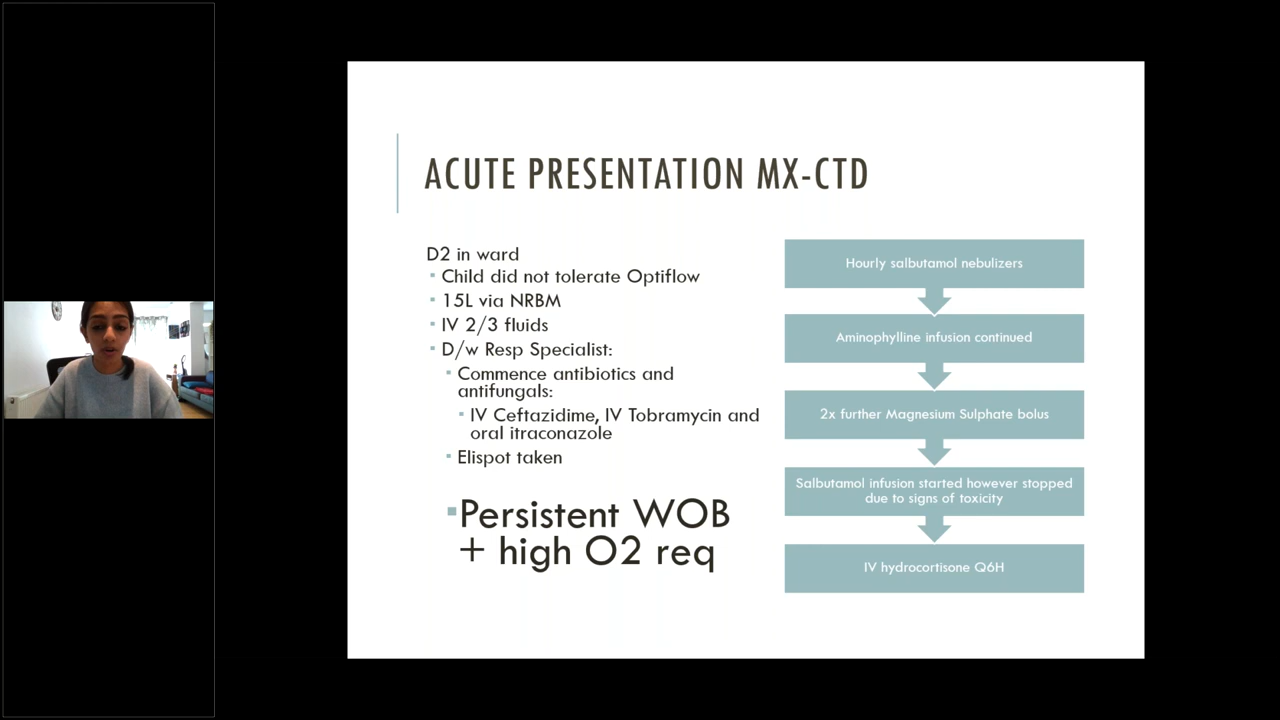 ACUTE PRESENTATION MX-CTD
D2 in ward
Child did not tolerate Optiflow
15L via NRBM
IV 2/3 fluids
D/w Resp Specialist:
Commence antibiotics and
antifungals:
IV Ceftazidime, IV Tobramycin and
oral itraconazole
Elispot taken
Persistent WOB
+ high O2 req
Hourly salbutamol nebulizers
Aminophylline infusion continued
2x further Magnesium Sulphate bolus
Salbutamol infusion started however stopped
due to signs of toxicity
IV hydrocortisone Q6H